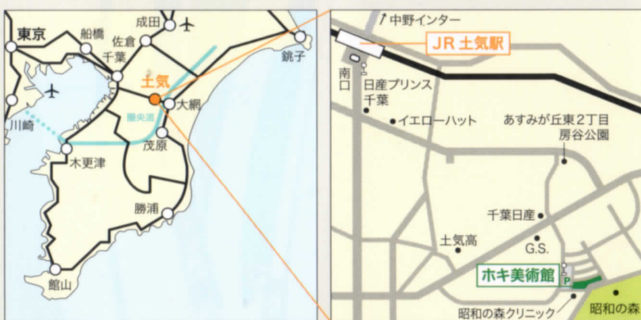 成田
東京
船橋
佐倉
千葉
銚子
土気
大網
川崎
圏央道
茂原
木更津
勝浦
館山
中野インター
JR 土気駅
南口
日産プリンス
千葉
イエローハット
あすみが丘東2丁目
房谷公園
千葉日産
土気高
G.S.
ホキ美術館
P
昭和の森クリニック
昭和の森